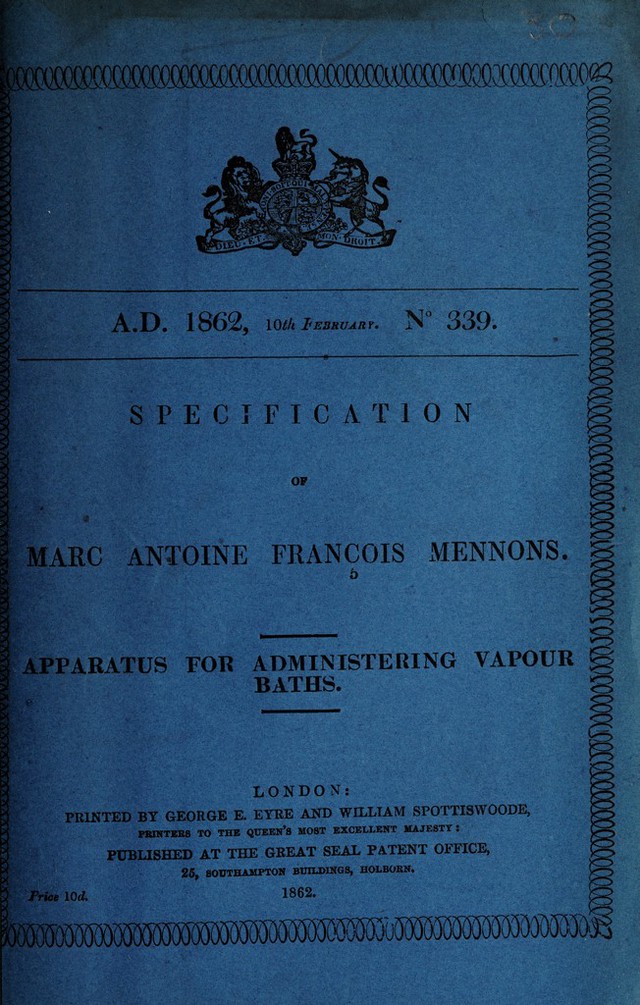 DIEU ET MON DROIT
A.D. 1862, 10th FEBRUARY. No 339.
SPECIFICATION
OF
MARC ANTOINE FRANCOIS MENNONS.
APPARATUS FOR ADMINISTERING VAPOUR
BATHS.
LONDON:
PRINTED BY GEORGE E. EYRE AND WILLIAM SPOTTISWOODE,
PRINTERS TO THE QUEEN'S MOST EXCELLENT MAJESTY:
PUBLISHED AT THE GREAT SEAL PATENT OFFICE,
25, SOUTHAMPTON BUILDINGS, HOLBORN.
Price 10d.
1862.